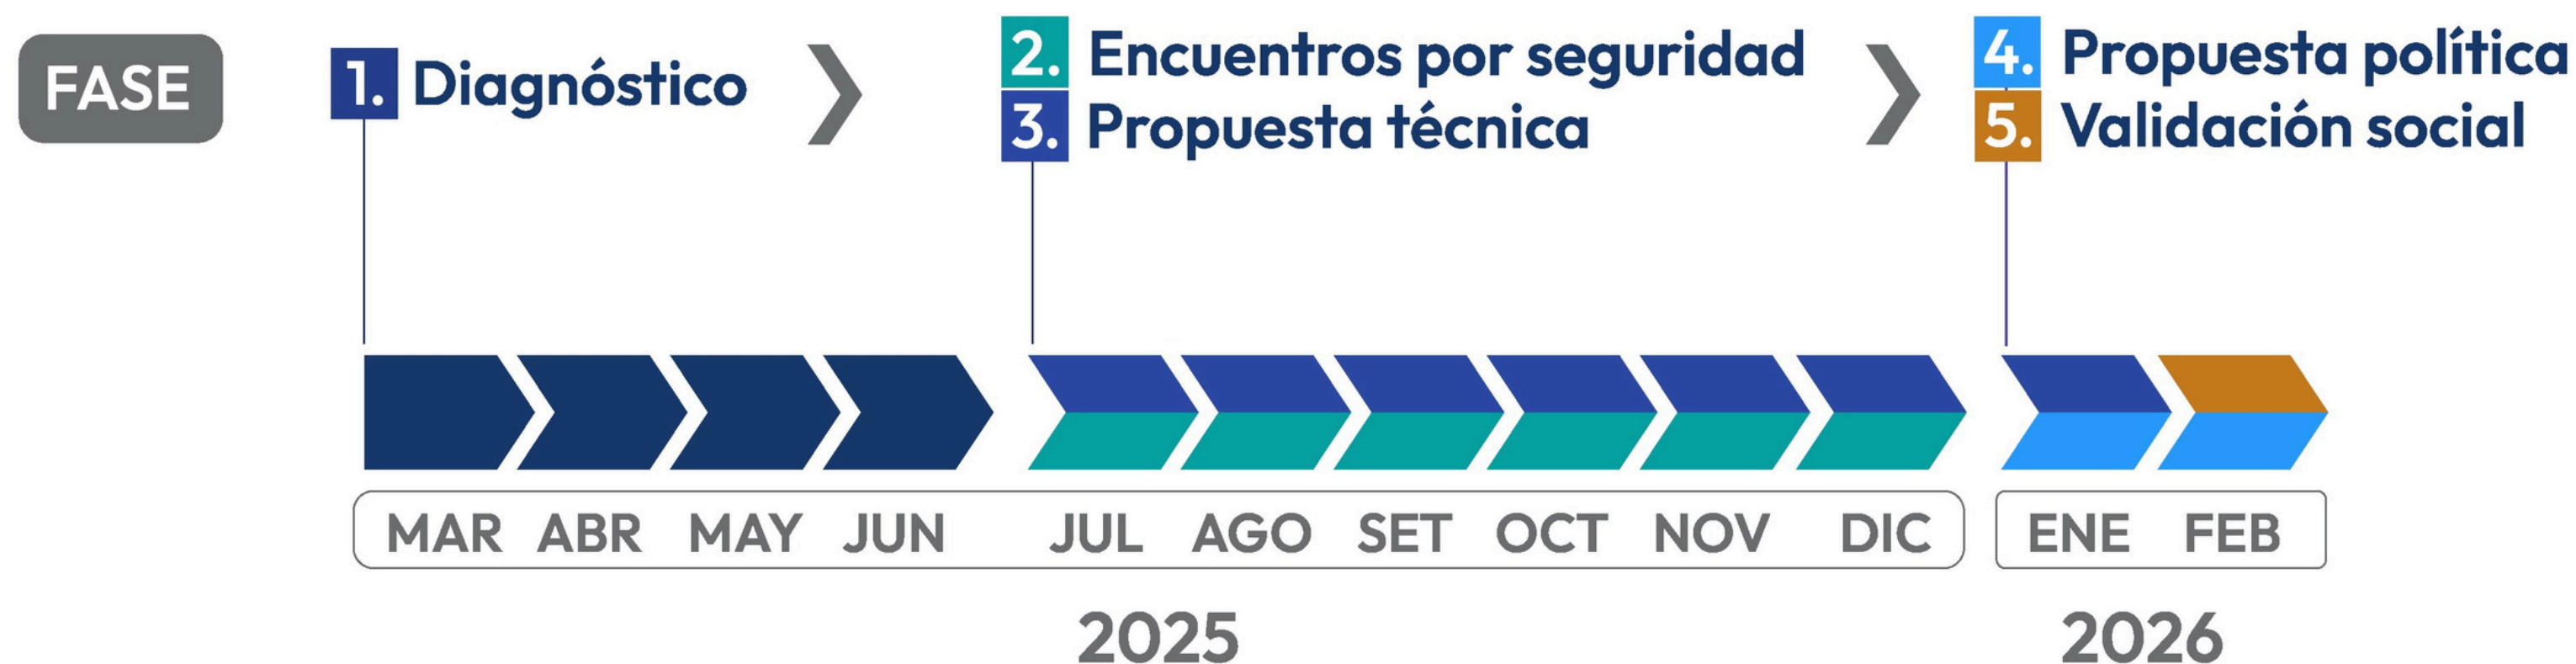 FASE
1. Diagnóstico
2. Encuentros por seguridad
3. Propuesta técnica
4. Propuesta política
5. Validación social
MAR ABR MAY JUN JUL AGO SET OCT NOV DIC ENE FEB
2025 2026